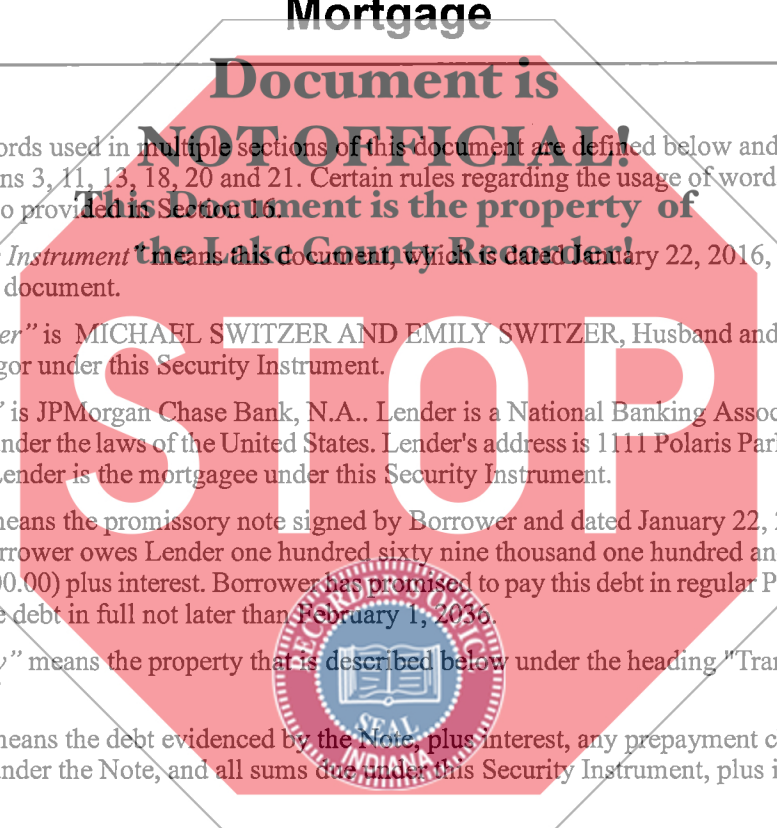 Mortgage
Document is
NOT OFFICIAL!
ords used in multiple sections of this document are defined below and
ns 3, 11, 13, 18, 20 and 21. Certain rules regarding the usage of word
This Document is the property of
o provided in Section 16.
the Lake County Recorder!
Instrument" means this document, which is dated January 22, 2016,
document.
er" is MICHAEL SWITZER AND EMILY SWITZER, Husband and
gor under this Security Instrument.
STOP
" is JPMorgan Chase Bank, N.A.. Lender is a National Banking Assoc
nder the laws of the United States. Lender's address is 1111 Polaris Par
Lender is the mortgagee under this Security Instrument.
means the promissory note signed by Borrower and dated January 22, 2
rrower owes Lender one hundred sixty nine thousand one hundred an
00.00) plus interest. Borrower has promised to pay this debt in regular P
e debt in full not later than February 1, 2036.
y" means the property that is described below under the heading "Tran
SEAL
INDIANA
means the debt evidenced by the Note, plus interest, any prepayment c
under the Note, and all sums due under this Security Instrument, plus i